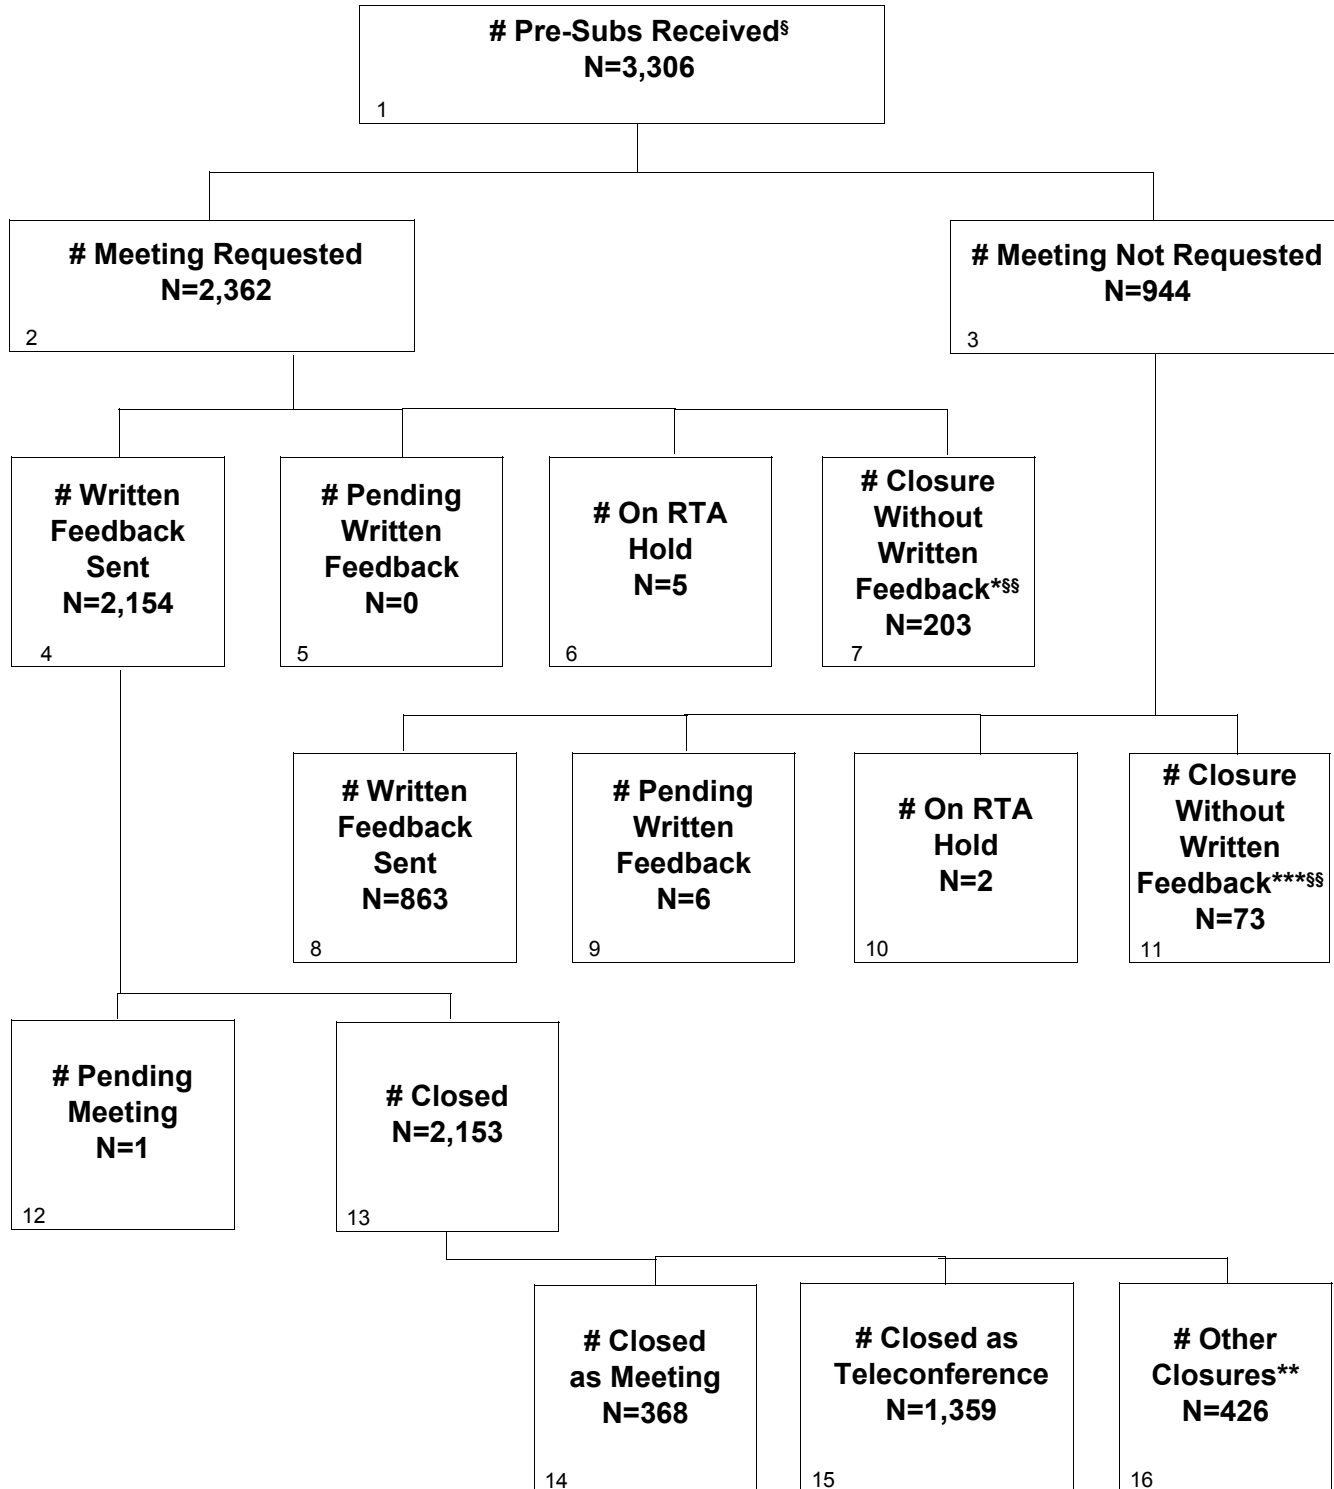 # Pre-Subs Received§
N=3,306
1
# Meeting Requested
N=2,362
2
# Meeting Not Requested
N=944
3
# Written
Feedback
Sent
N=2,154
4
# Pending
Written
Feedback
N=0
5
# On RTA
Hold
N=5
6
# Closure
Without
Written
Feedback*§§
N=203
7
# Written
Feedback
Sent
N=863
8
# Pending
Written
Feedback
N=6
9
# On RTA
Hold
N=2
10
# Closure
Without
Written
Feedback***§§
N=73
11
# Pending
Meeting
N=1
12
# Closed
N=2,153
13
# Closed
as Meeting
N=368
14
# Closed as
Teleconference
N=1,359
15
# Other
Closures**
N=426
16